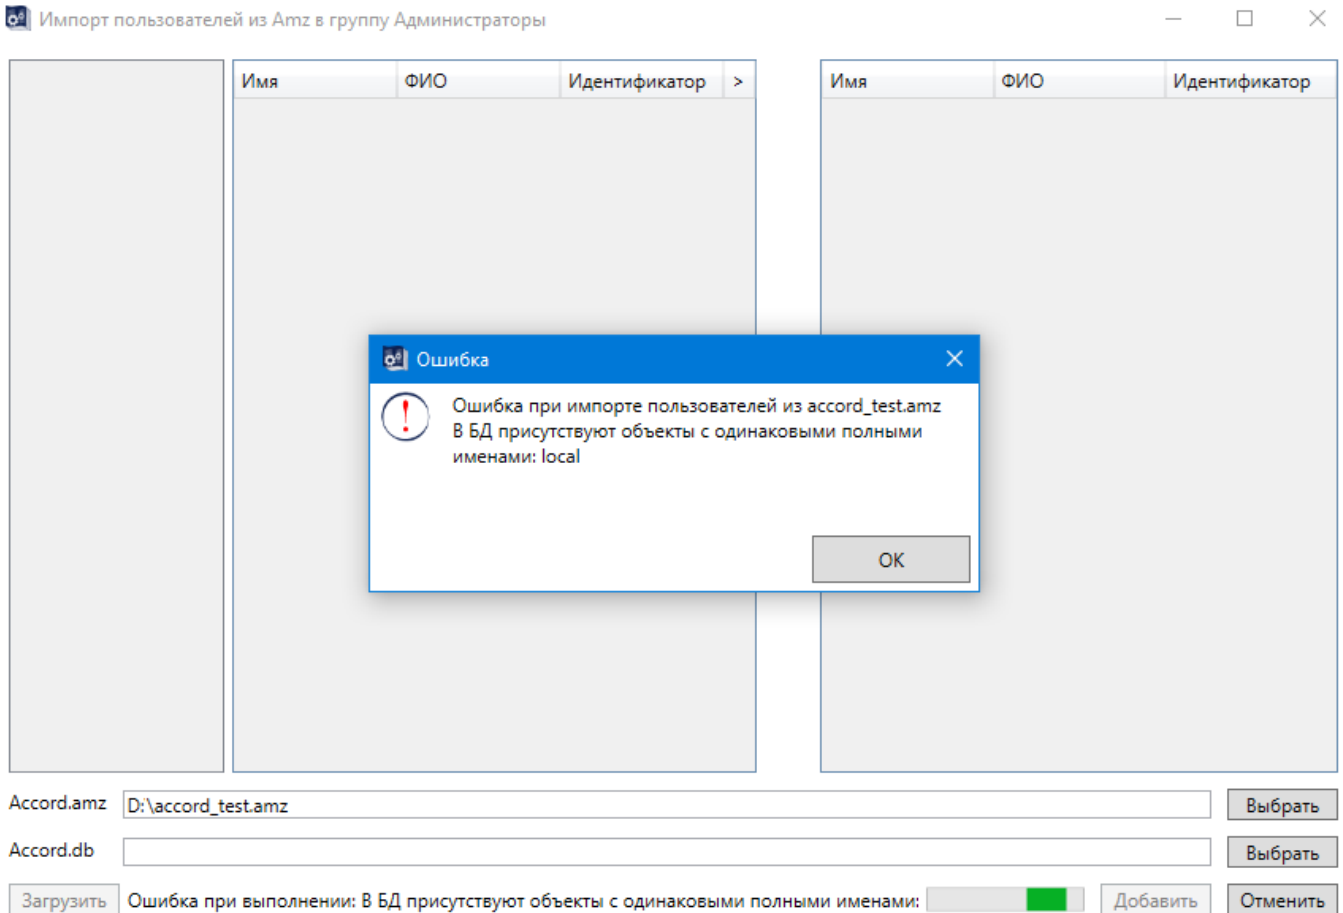 Импорт пользователей из Amz в группу Администраторы
Имя ФИО Идентификатор >
Имя ФИО Идентификатор
Ошибка
Ошибка при импорте пользователей из accord_test.amz
В БД присутствуют объекты с одинаковыми полными
именами: local
ОК
Accord.amz D:\accord_test.amz Выбрать
Accord.db Выбрать
Загрузить Ошибка при выполнении: В БД присутствуют объекты с одинаковыми полными именами: Добавить Отменить